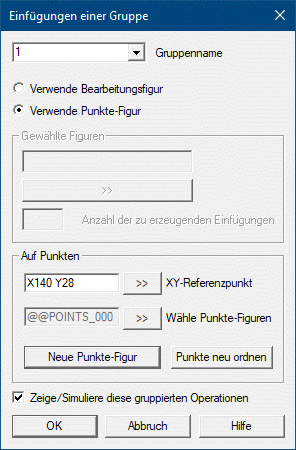 Einfügungen einer Gruppe
1 Gruppenname
Verwende Bearbeitungsfigur
Verwende Punkte-Figur
Gewählte Figuren
>>
Anzahl der zu erzeugenden Einfügungen
Auf Punkten
X140 Y28 >> XY-Referenzpunkt
@@POINTS_000 >> Wähle Punkte-Figuren
Neue Punkte-Figur Punkte neu ordnen
Zeige/Simuliere diese gruppierten Operationen
OK Abbruch Hilfe